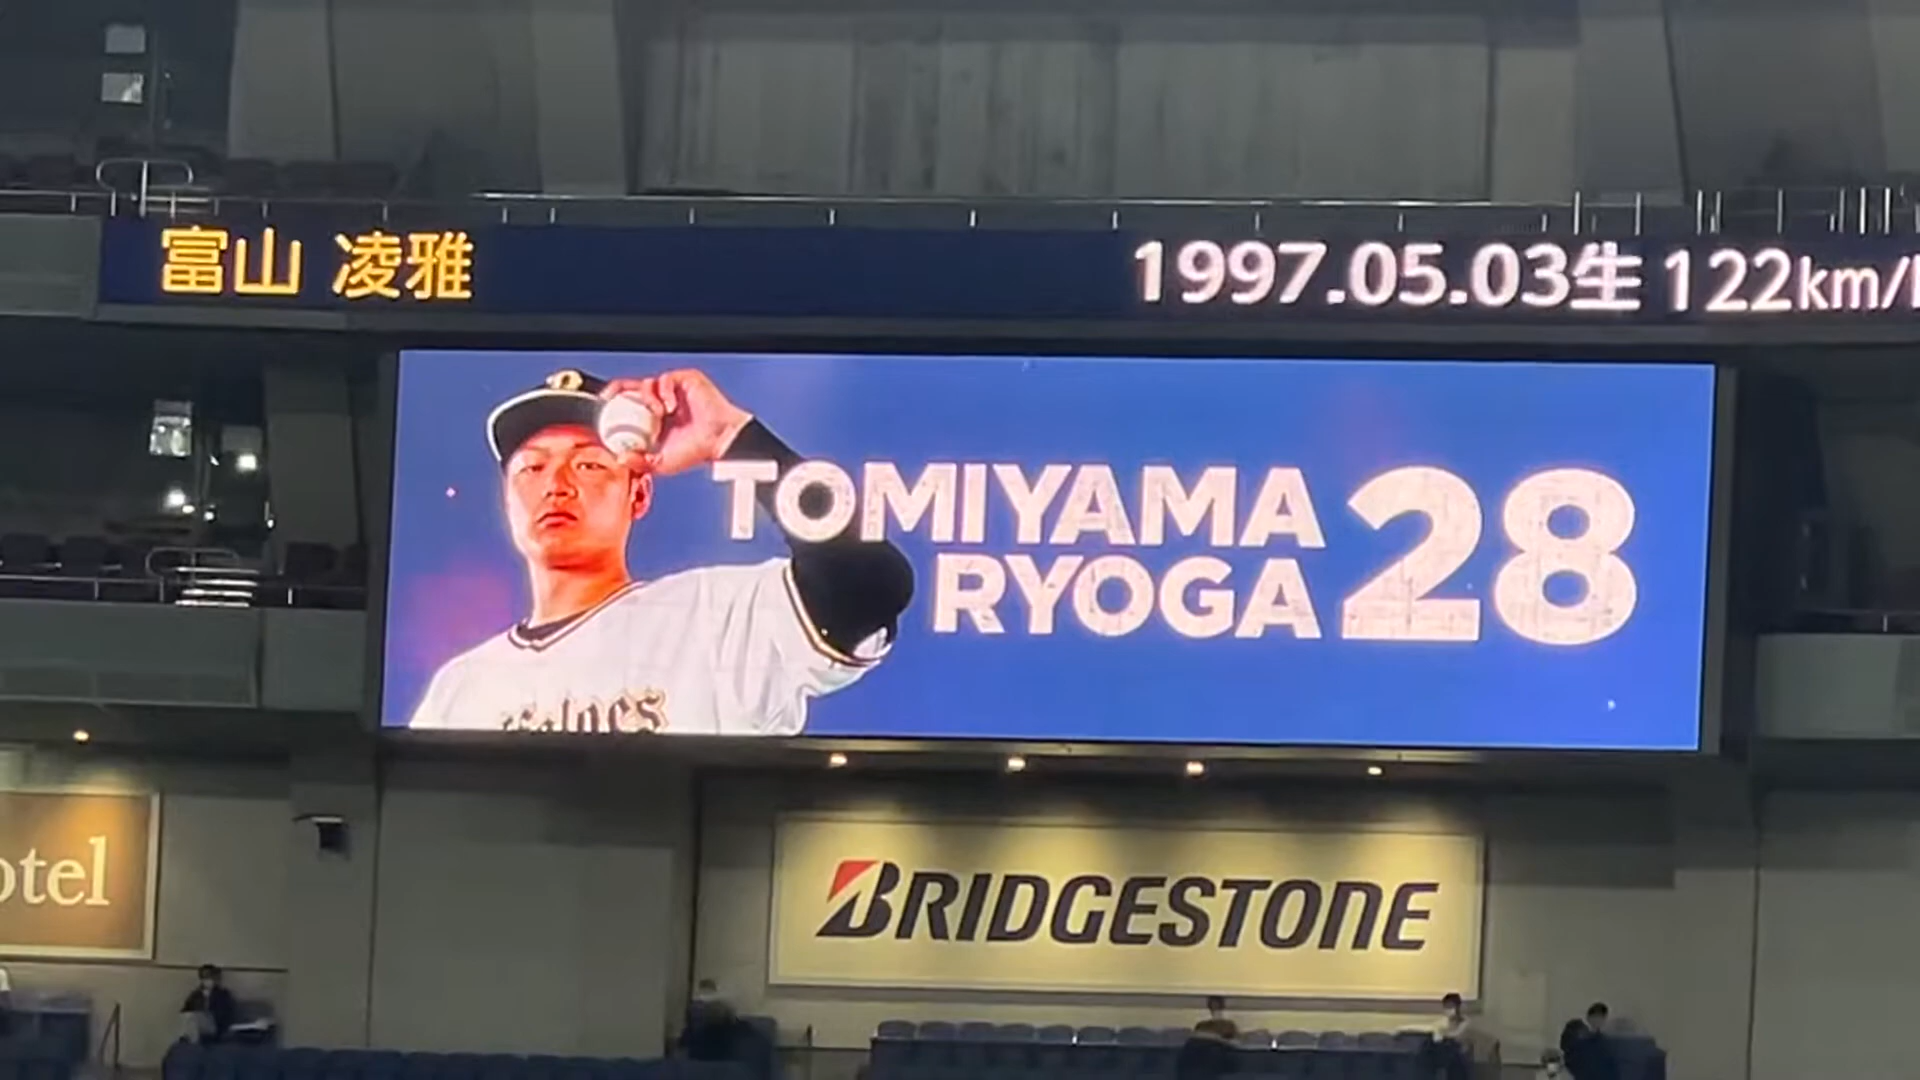 富山 凌雅
1997.05.03生 122km/h
TOMIYAMA
RYOGA
28
otel
BRIDGESTONE